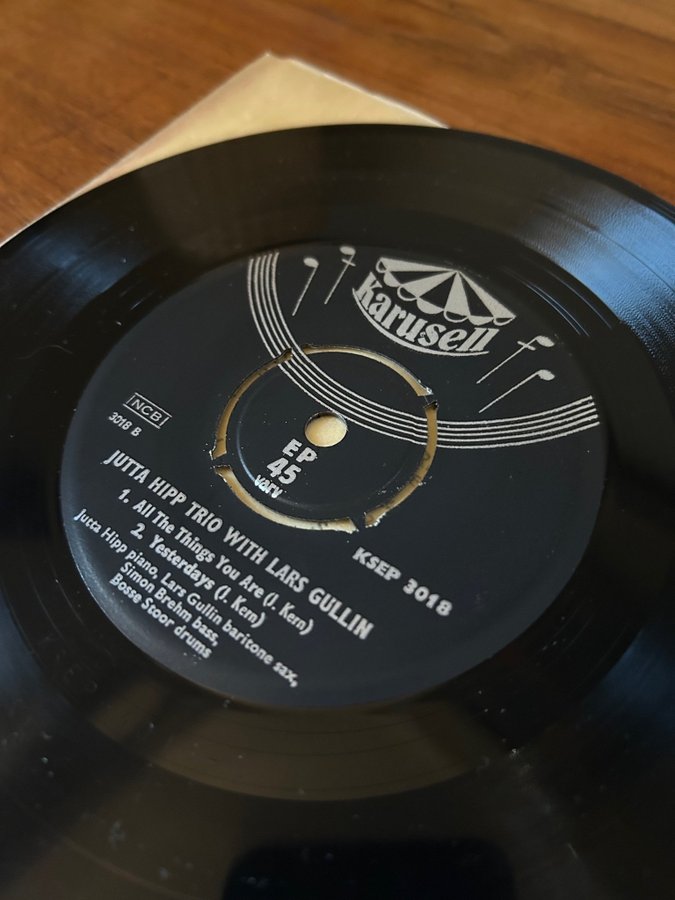 Karusell
NCB
3018 B
EP
45
varv
KSEP 3018
JUTTA HIPP TRIO WITH LARS GULLIN
1. All The Things You Are (J. Kern)
2. Yesterdays (J. Kern)
Jutta Hipp piano, Lars Gullin baritone sax,
Simon Brehm bass,
Bosse Stoor drums